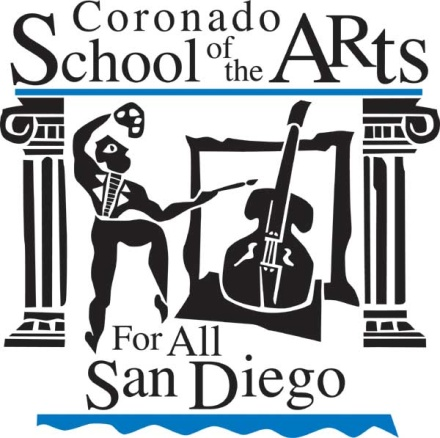 Coronado
School of the ARts
For All
San Diego